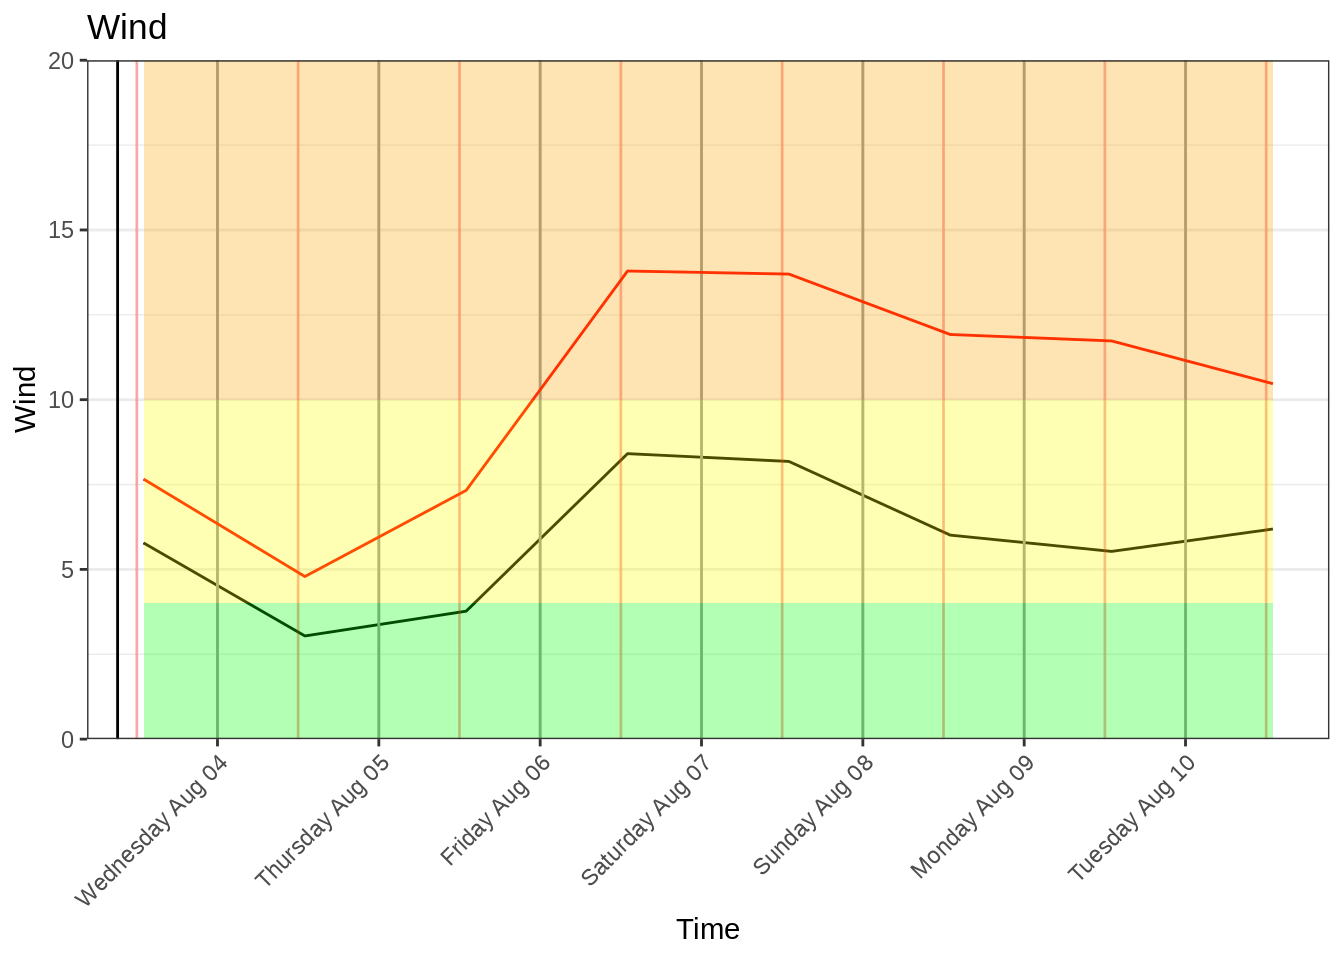 Wind
20
15
10
5
0
Wind
Wednesday Aug 04
Thursday Aug 05
Friday Aug 06
Saturday Aug 07
Sunday Aug 08
Monday Aug 09
Tuesday Aug 10
Time